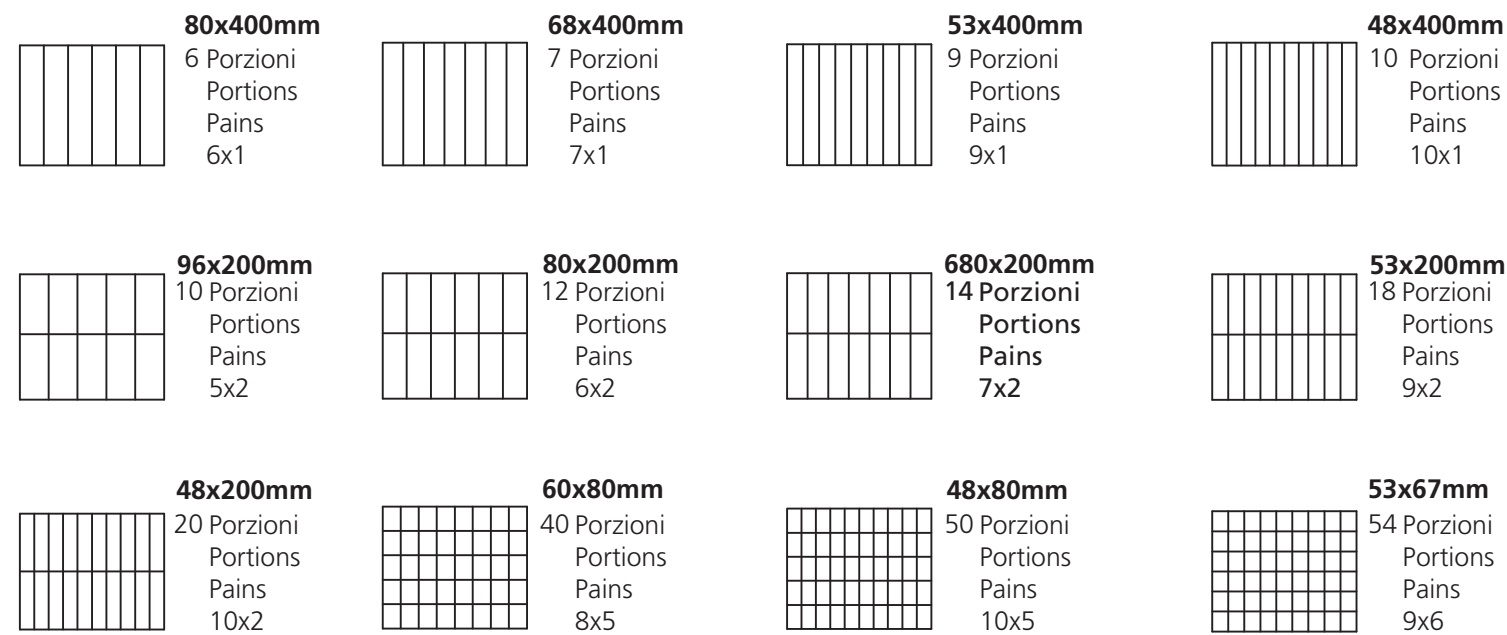 80x400mm
6 Porzioni
Portions
Pains
6x1
68x400mm
7 Porzioni
Portions
Pains
7x1
53x400mm
9 Porzioni
Portions
Pains
9x1
48x400mm
10 Porzioni
Portions
Pains
10x1
96x200mm
10 Porzioni
Portions
Pains
5x2
80x200mm
12 Porzioni
Portions
Pains
6x2
680x200mm
14 Porzioni
Portions
Pains
7x2
53x200mm
18 Porzioni
Portions
Pains
9x2
48x200mm
20 Porzioni
Portions
Pains
10x2
60x80mm
40 Porzioni
Portions
Pains
8x5
48x80mm
50 Porzioni
Portions
Pains
10x5
53x67mm
54 Porzioni
Portions
Pains
9x6